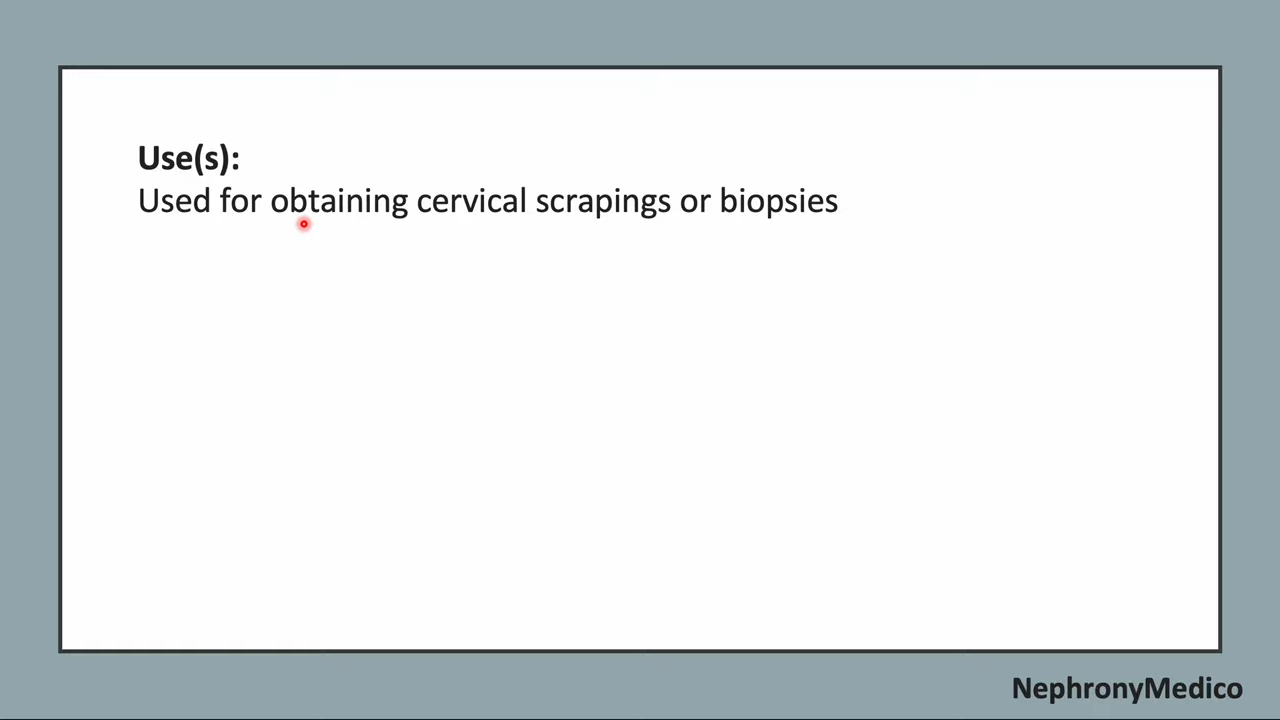 Use(s):
Used for obtaining cervical scrapings or biopsies
NephronyMedico